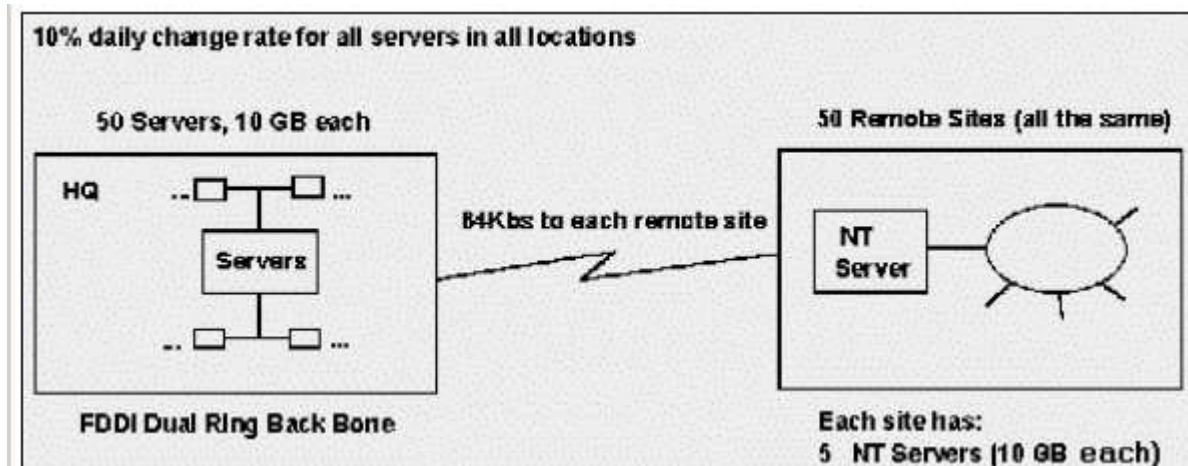 10% daily change rate for all servers in all locations
50 Servers, 10 GB each
50 Remote Sites (all the same)
HQ
... ...
64Kbs to each remote site
NT
Server
Servers
... ...
FDDI Dual Ring Back Bone
Each site has:
5 NT Servers (10 GB each)